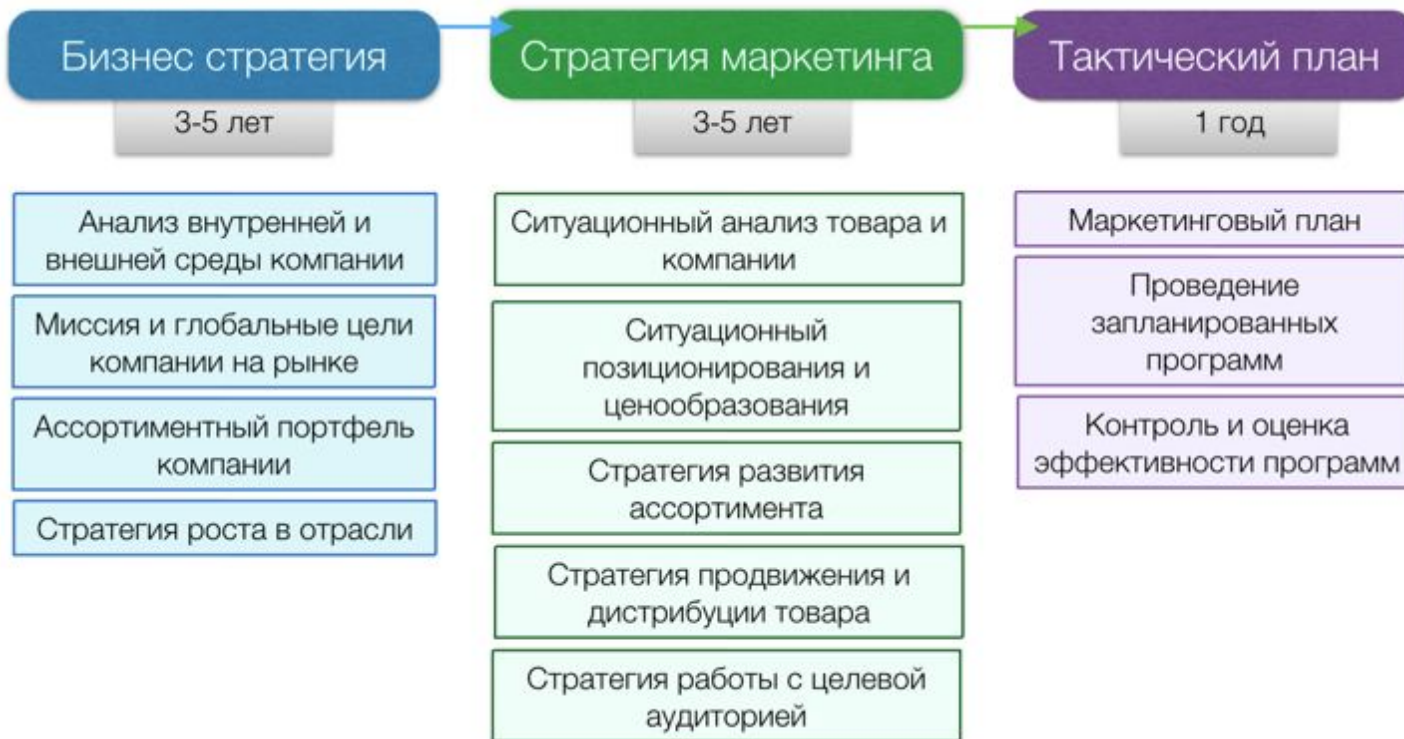 Бизнес стратегия
3-5 лет
Анализ внутренней и
внешней среды компании
Миссия и глобальные цели
компании на рынке
Ассортиментный портфель
компании
Стратегия роста в отрасли
Стратегия маркетинга
3-5 лет
Ситуационный анализ товара и
компании
Ситуационный
позиционирования и
ценообразования
Стратегия развития
ассортимента
Стратегия продвижения и
дистрибуции товара
Стратегия работы с целевой
аудиторией
Тактический план
1 год
Маркетинговый план
Проведение
запланированных
программ
Контроль и оценка
эффективности программ